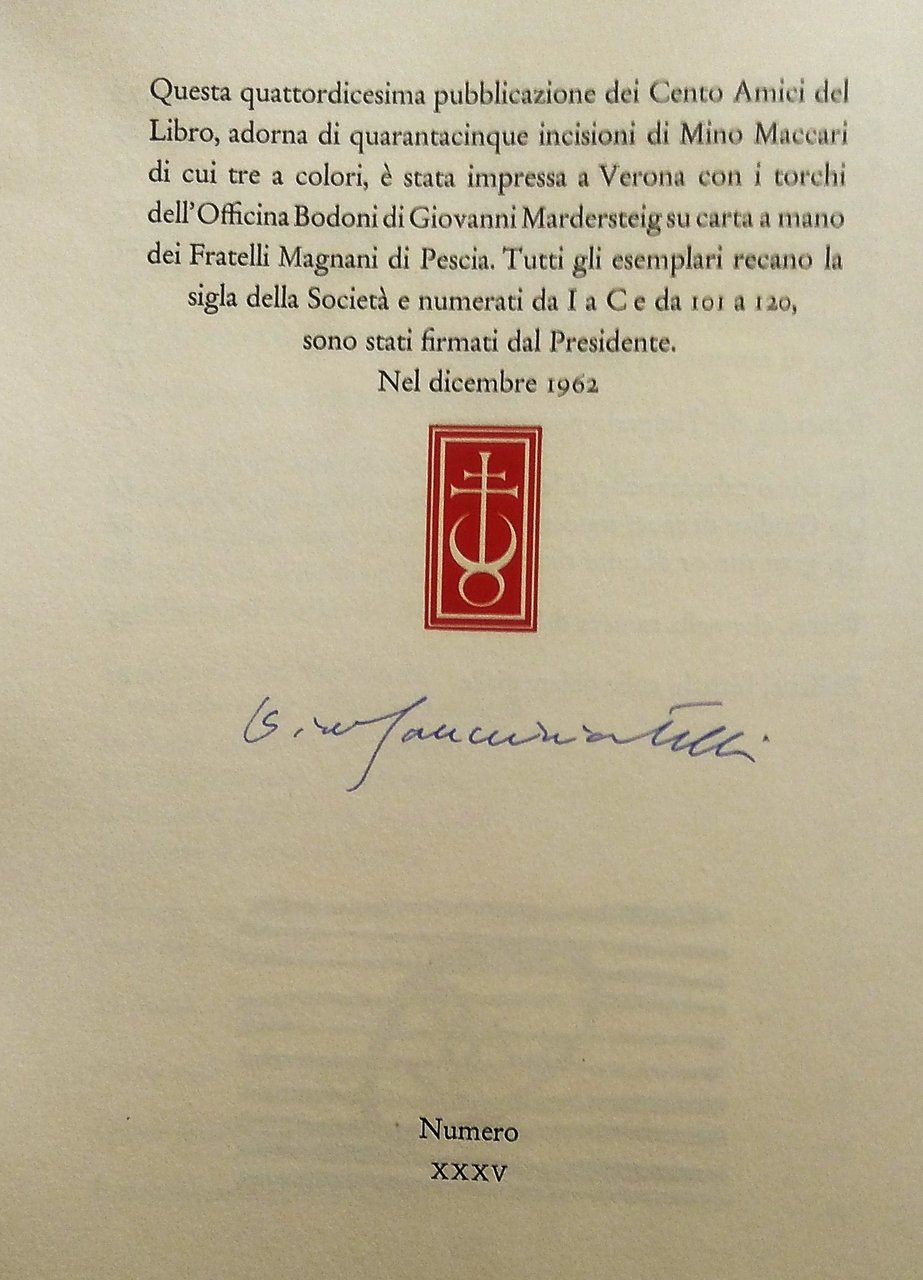 Questa quattordicesima pubblicazione dei Cento Amici del
Libro, adorna di quarantacinque incisioni di Mino Maccari
di cui tre a colori, è stata impressa a Verona con i torchi
dell'Officina Bodoni di Giovanni Mardersteig su carta a mano
dei Fratelli Magnani di Pescia. Tutti gli esemplari recano la
sigla della Società e numerati da I a C e da 101 a 120,
sono stati firmati dal Presidente.
Nel dicembre 1962
Numero
XXXV